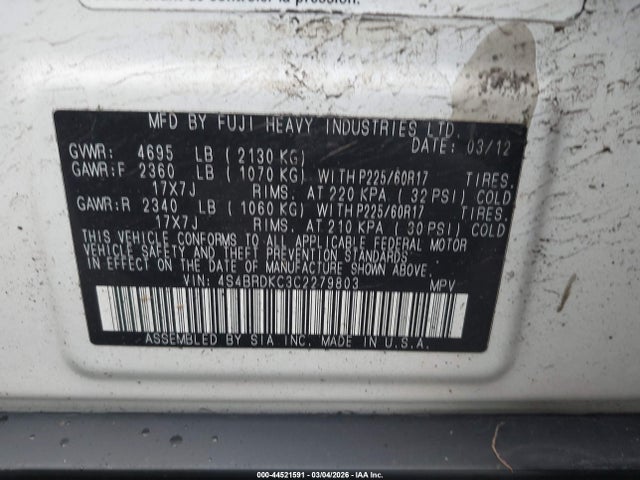 de contrôler la pression.
MFD BY FUJI HEAVY INDUSTRIES LTD.
DATE: 03/12
GVWR: 4695 LB (2130 KG)
GAWR:F 2360 LB (1070 KG) WITH P225/60R17 TIRES.
17X7J RIMS. AT 220 KPA (32 PSI) COLD
GAWR:R 2340 LB (1060 KG) WITH P225/60R17 TIRES.
17X7J RIMS. AT 210 KPA (30 PSI) COLD
THIS VEHICLE CONFORMS TO ALL APPLICABLE FEDERAL MOTOR
VEHICLE SAFETY AND THEFT PREVENTION STANDARDS
IN EFFECT ON THE DATE OF MANUFACTURE SHOWN ABOVE.
VIN: 4S4BRDKC3C2279803 MPV
ASSEMBLED BY SIA INC. MADE IN U.S.A.
000-44521591 - 03/04/2026 - IAA Inc.